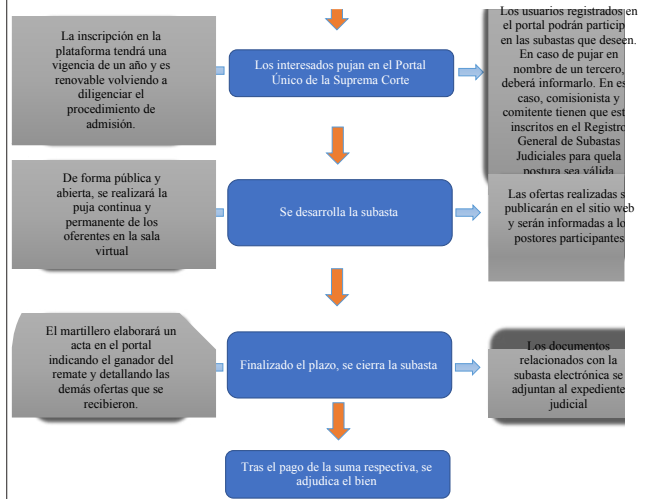 La inscripción en la
plataforma tendrá una
vigencia de un año y es
renovable volviendo a
diligenciar el
procedimiento de
admisión.
Los interesados pujan en el Portal
Único de la Suprema Corte
Los usuarios registrados en
el portal podrán particip
en las subastas que deseen.
En caso de pujar en
nombre de un tercero,
deberá informarlo. En es
caso, comisionista y
comitente tienen que est
inscritos en el Registro
General de Subastas
Judiciales para quela
postura sea válida
De forma pública y
abierta, se realizará la
puja continua y
permanente de los
oferentes en la sala
virtual
Se desarrolla la subasta
Las ofertas realizadas s
publicarán en el sitio web
y serán informadas a lo
postores participantes
El martillero elaborará un
acta en el portal
indicando el ganador del
remate y detallando las
demás ofertas que se
recibieron.
Finalizado el plazo, se cierra la subasta
Los documentos
relacionados con la
subasta electrónica se
adjuntan al expediente
judicial
Tras el pago de la suma respectiva, se
adjudica el bien